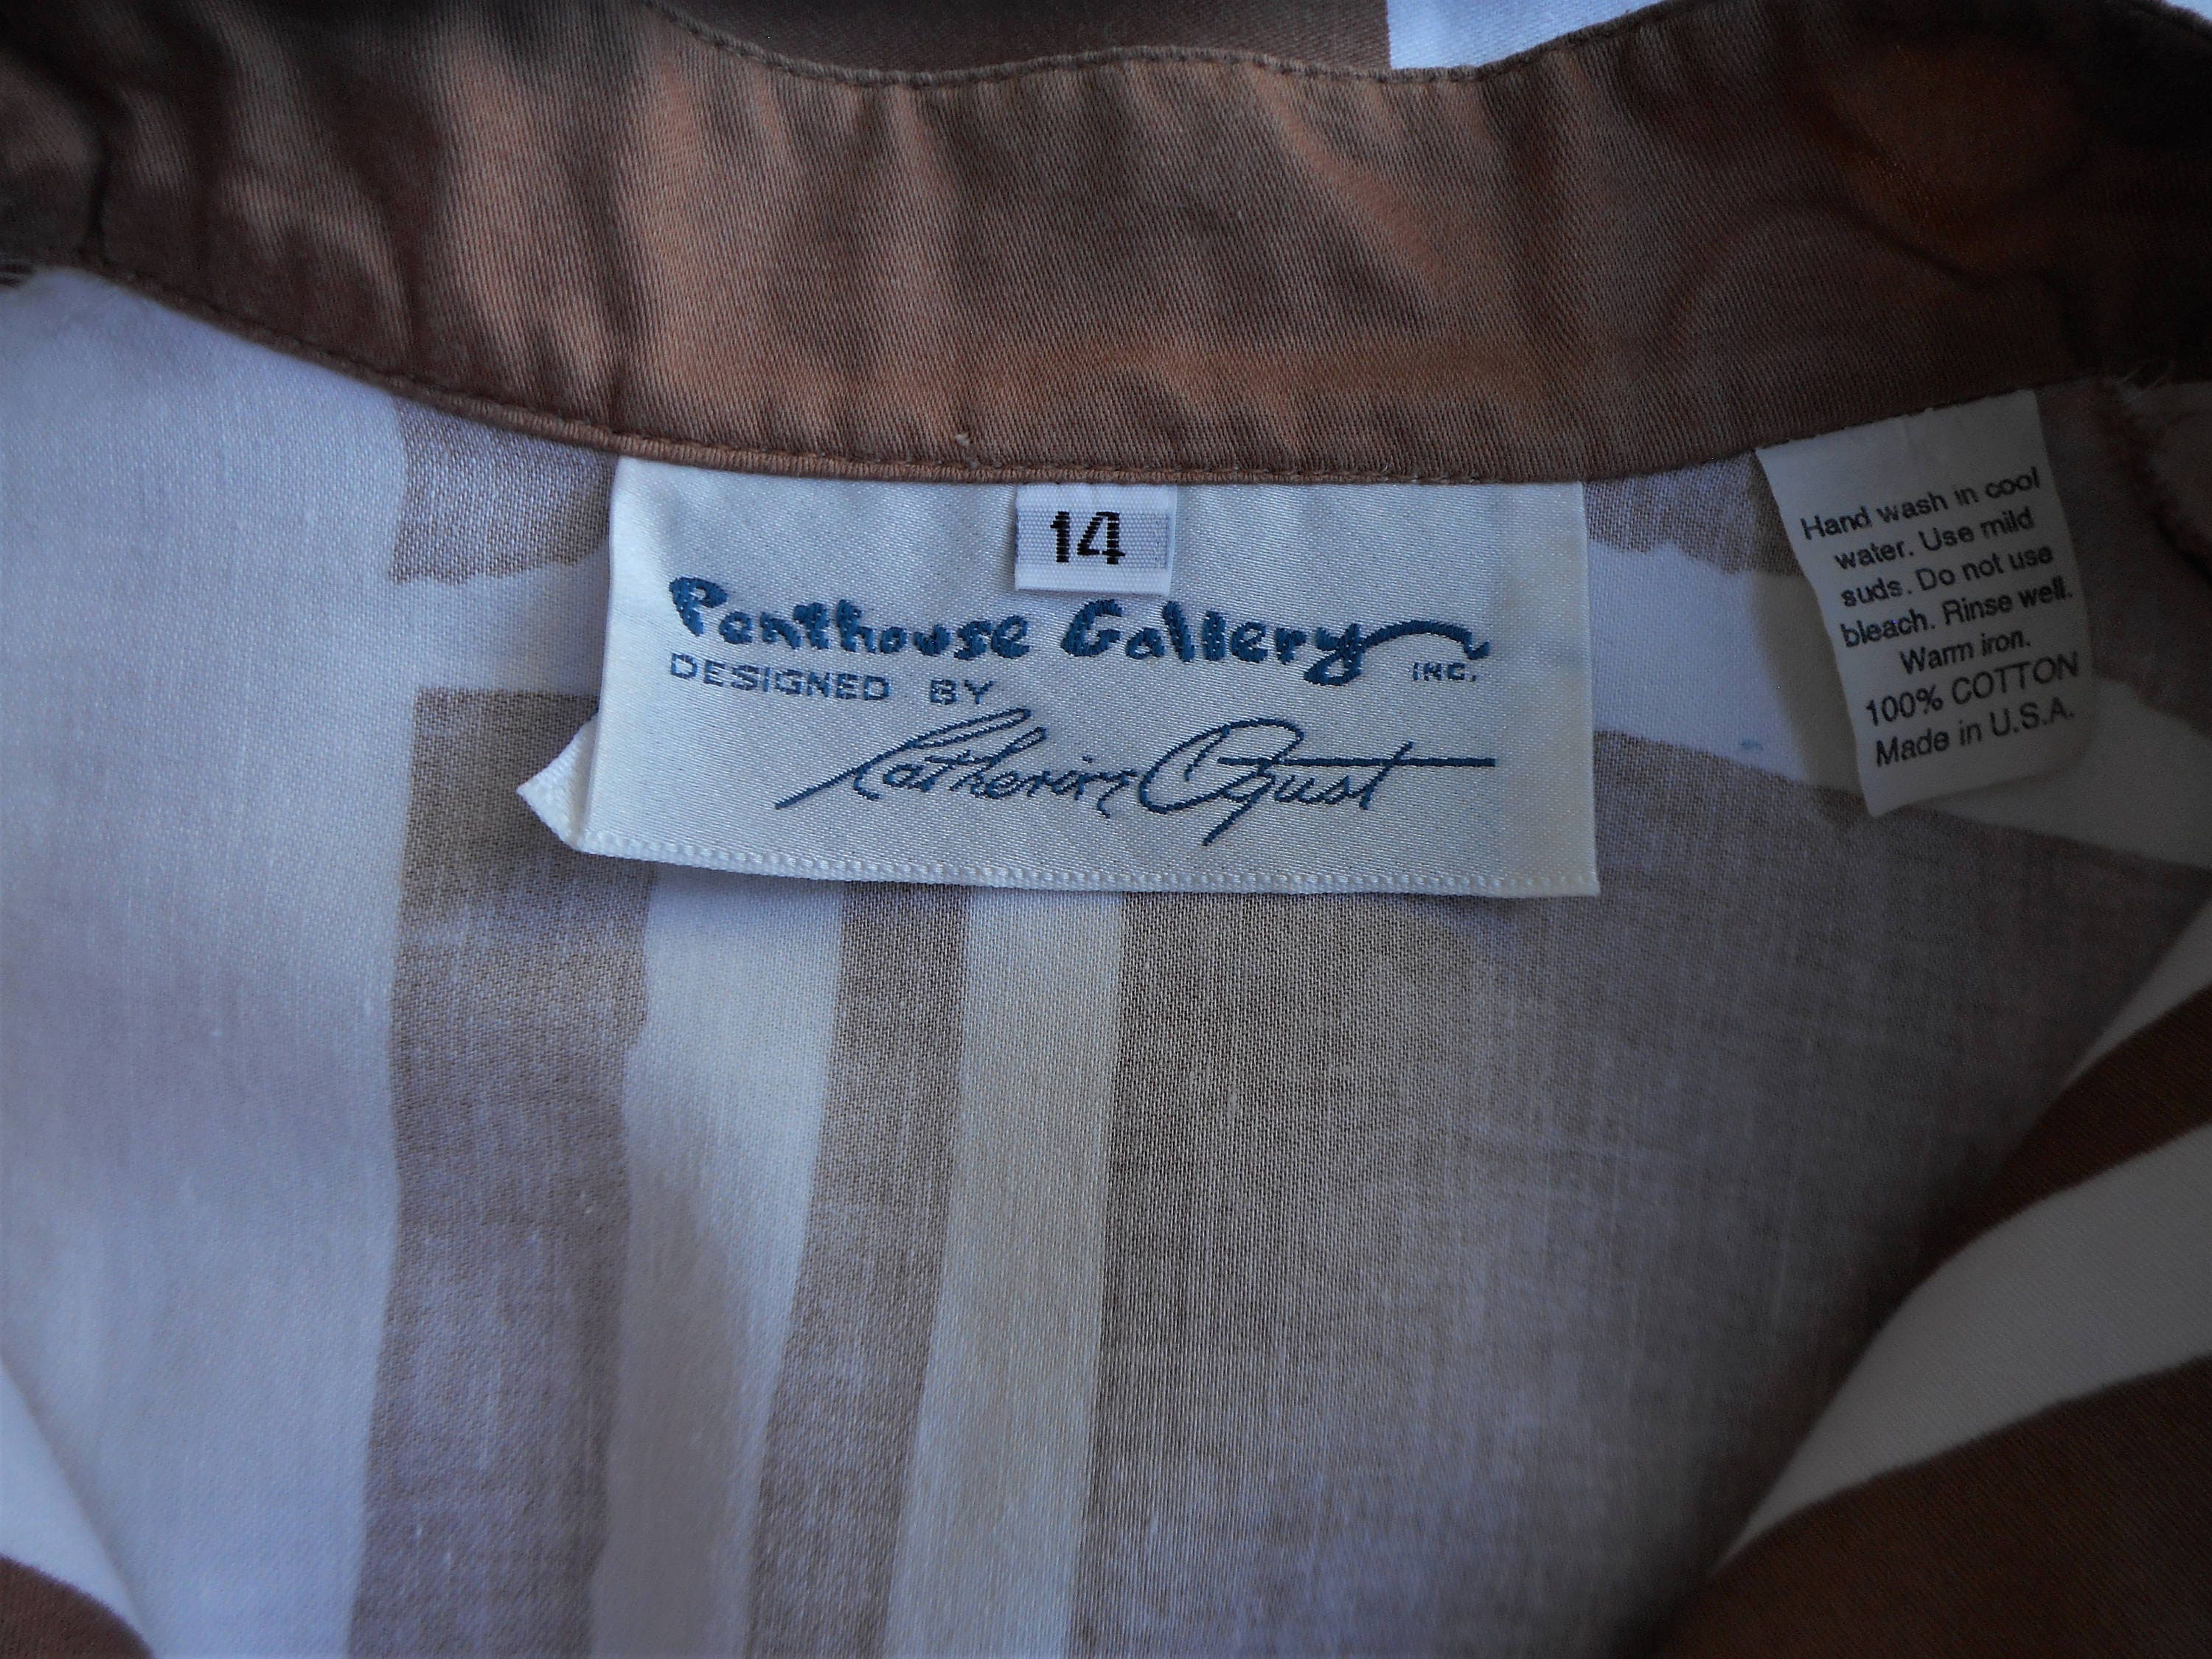 14
Penthouse Gallery INC.
DESIGNED BY
Katherine Ogust
Hand wash in cool
water. Use mild
suds. Do not use
bleach. Rinse well.
Warm iron.
100% COTTON
Made in U.S.A.